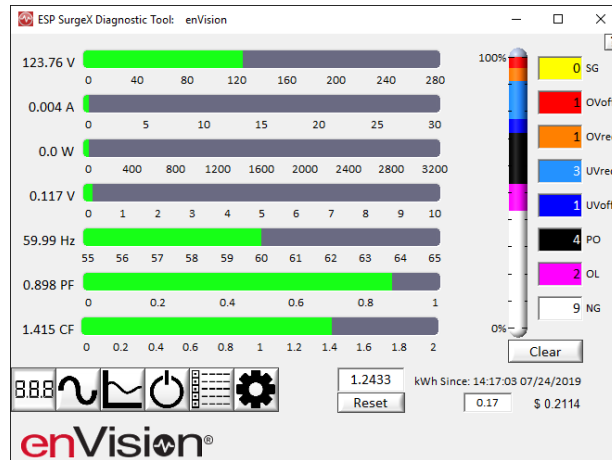 ESP SurgeX Diagnostic Tool: enVision
123.76 V
0 40 80 120 160 200 240 280
0.004 A
0 5 10 15 20 25 30
0.0 W
0 400 800 1200 1600 2000 2400 2800 3200
0.117 V
0 1 2 3 4 5 6 7 8 9 10
59.99 Hz
55 56 57 58 59 60 61 62 63 64 65
0.898 PF
0 0.2 0.4 0.6 0.8 1
1.415 CF
0 0.2 0.4 0.6 0.8 1 1.2 1.4 1.6 1.8 2
100%
0%
0 SG
1 OVoff
1 OVrec
3 UVrec
1 UVoff
4 PO
2 OL
9 NG
Clear
8.8.8
1.2433 kWh Since: 14:17:03 07/24/2019
Reset 0.17 $ 0.2114
enVision®